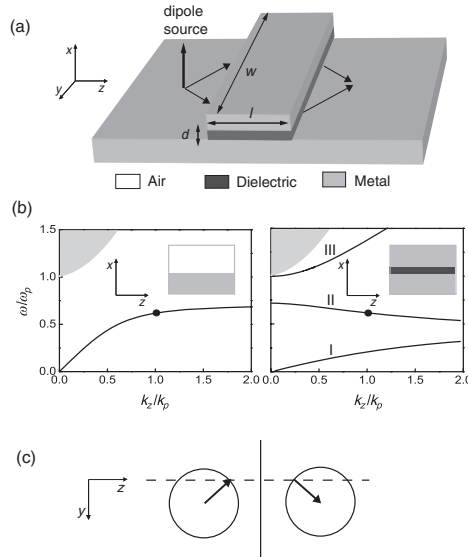 (a)
dipole
source
x
y
z
w
l
d
Air
Dielectric
Metal
(b)
1.5
1.0
0.5
0.0
ω/ωp
x
z
0.0
0.5
1.0
1.5
2.0
kz/kp
III
II
I
x
z
0.0
0.5
1.0
1.5
2.0
kz/kp
(c)
z
y